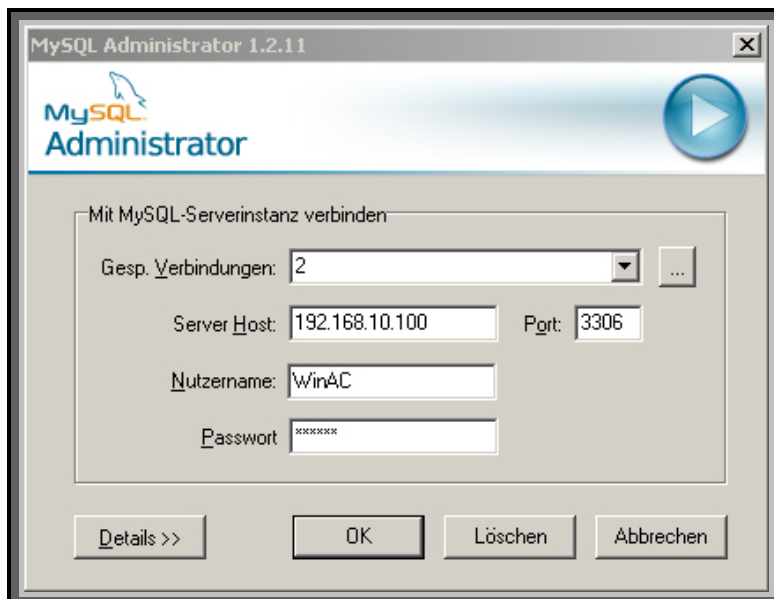 MySQL Administrator 1.2.11
MySQL
Administrator
Mit MySQL-Serverinstanz verbinden
Gesp. Verbindungen: 2 ...
Server Host: 192.168.10.100 Port: 3306
Nutzername: WinAC
Passwort ******
Details >> OK Löschen Abbrechen